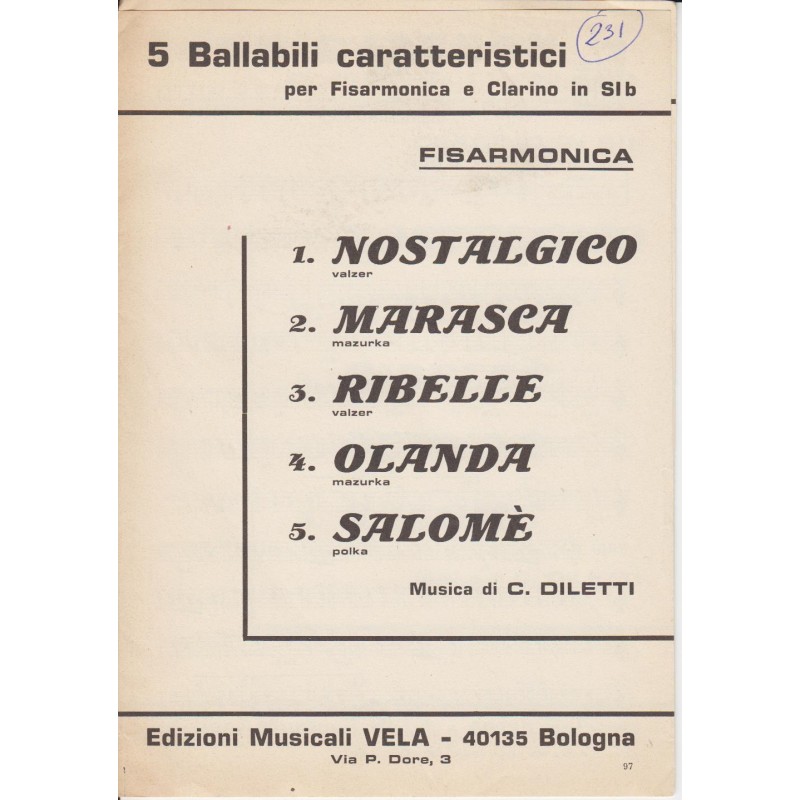 231
5 Ballabili caratteristici
per Fisarmonica e Clarino in SIb
FISARMONICA
1. NOSTALGICO
valzer
2. MARASCA
mazurka
3. RIBELLE
valzer
4. OLANDA
mazurka
5. SALOMÈ
polka
Musica di C. DILETTI
Edizioni Musicali VELA - 40135 Bologna
Via P. Dore, 3
1 97